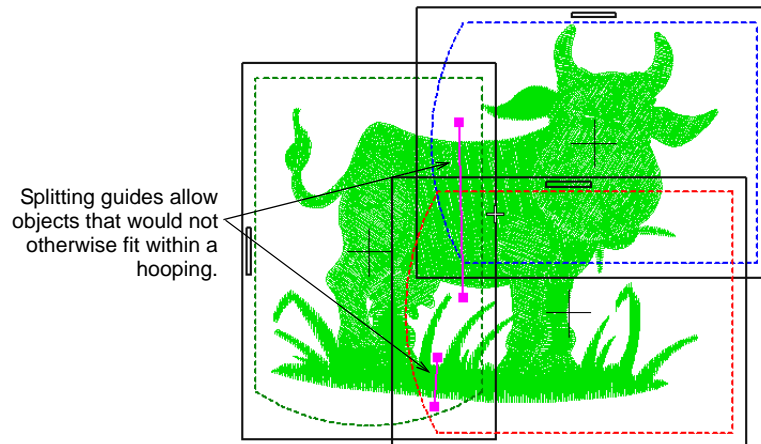 Splitting guides allow
objects that would not
otherwise fit within a
hooping.